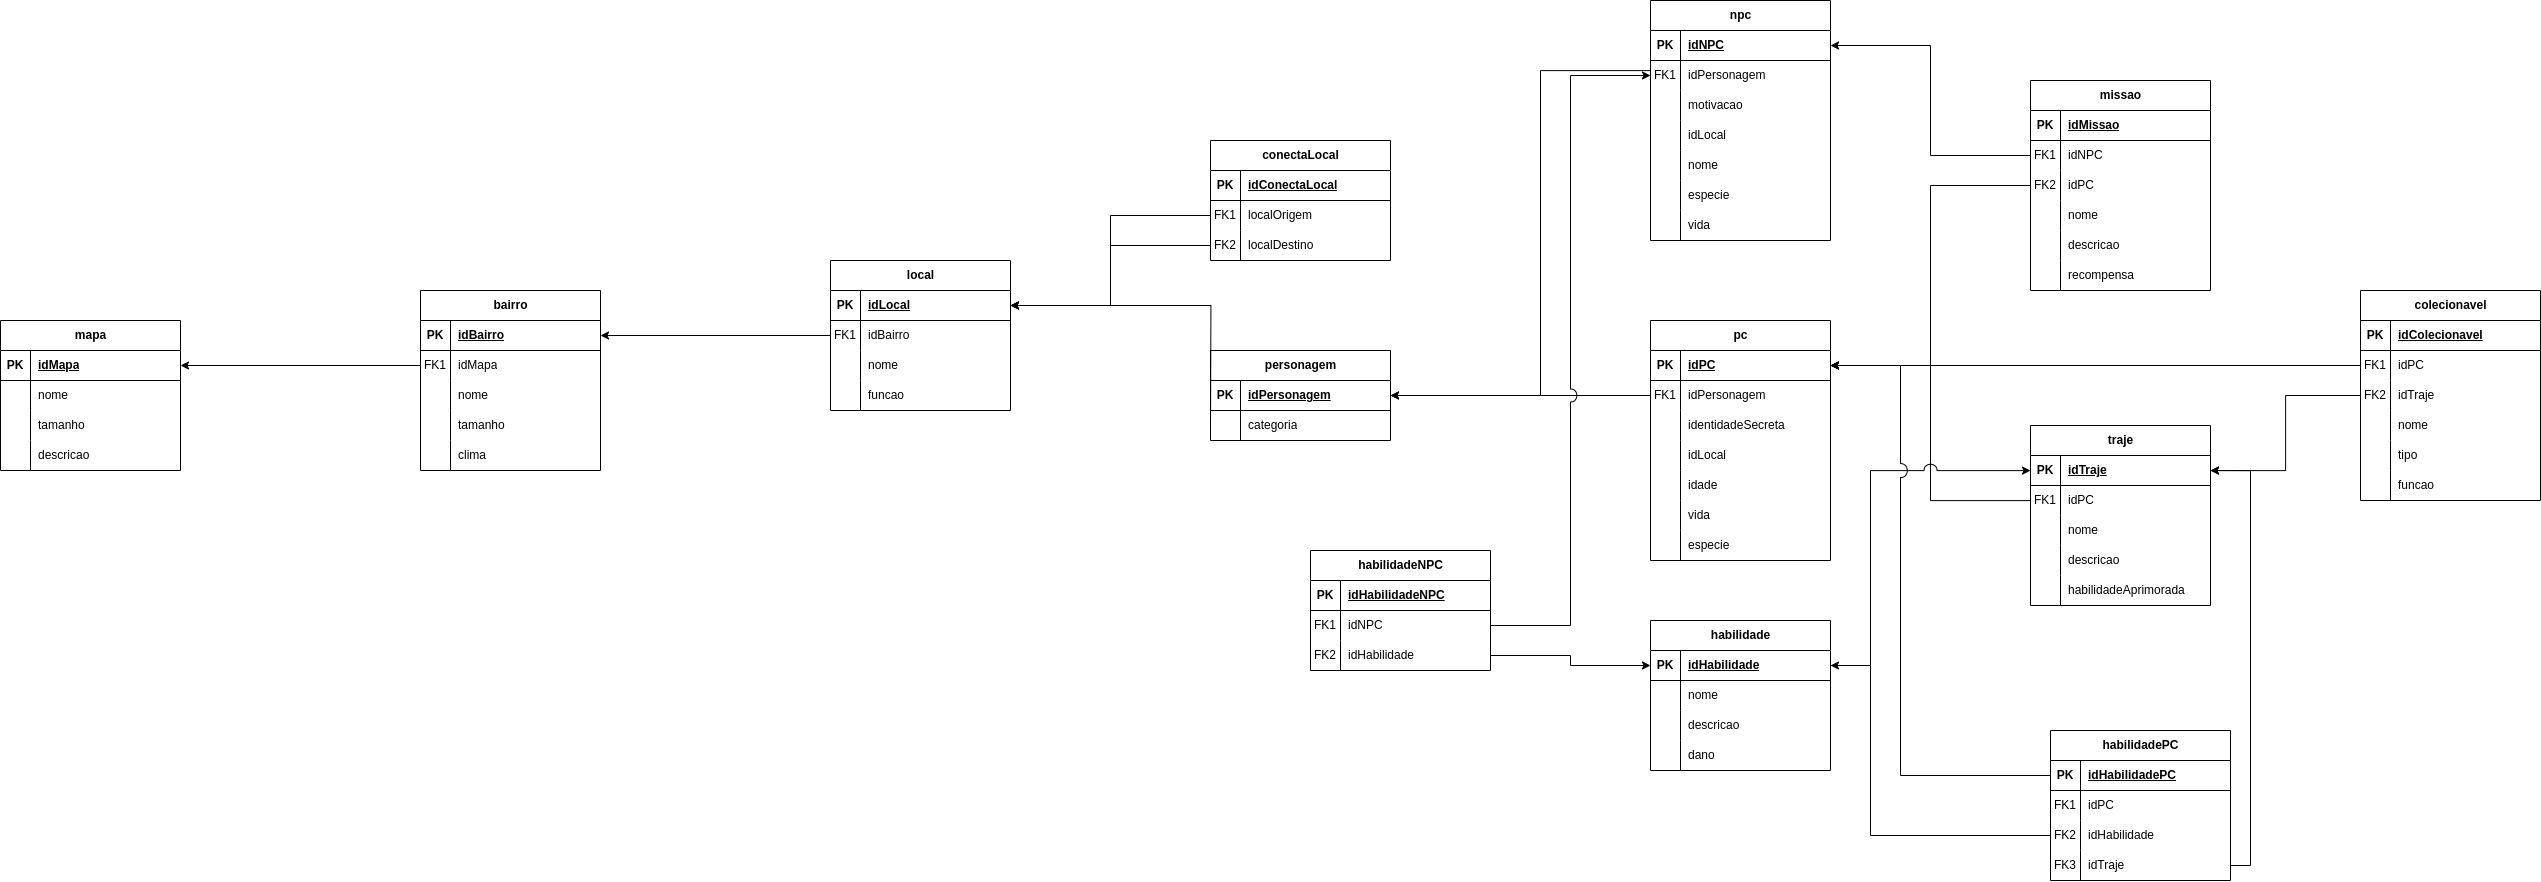 mapa
PK idMapa
nome
tamanho
descricao
bairro
PK idBairro
FK1 idMapa
nome
tamanho
clima
local
PK idLocal
FK1 idBairro
nome
funcao
conectaLocal
PK idConectaLocal
FK1 localOrigem
FK2 localDestino
personagem
PK idPersonagem
categoria
habilidadeNPC
PK idHabilidadeNPC
FK1 idNPC
FK2 idHabilidade
npc
PK idNPC
FK1 idPersonagem
motivacao
idLocal
nome
especie
vida
pc
PK idPC
FK1 idPersonagem
identidadeSecreta
idLocal
idade
vida
especie
habilidade
PK idHabilidade
nome
descricao
dano
missao
PK idMissao
FK1 idNPC
FK2 idPC
nome
descricao
recompensa
traje
PK idTraje
FK1 idPC
nome
descricao
habilidadeAprimorada
habilidadePC
PK idHabilidadePC
FK1 idPC
FK2 idHabilidade
FK3 idTraje
colecionavel
PK idColecionavel
FK1 idPC
FK2 idTraje
nome
tipo
funcao